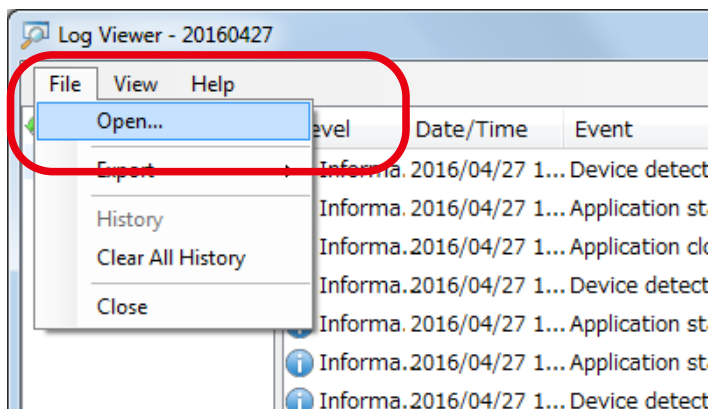 Log Viewer - 20160427
File View Help
Open...
Export
History
Clear All History
Close
evel Date/Time Event
Informa. 2016/04/27 1... Device detect
Informa. 2016/04/27 1... Application st
Informa. 2016/04/27 1... Application clo
Informa. 2016/04/27 1... Device detect
Informa. 2016/04/27 1... Application st
Informa. 2016/04/27 1... Application st
Informa. 2016/04/27 1... Device detect